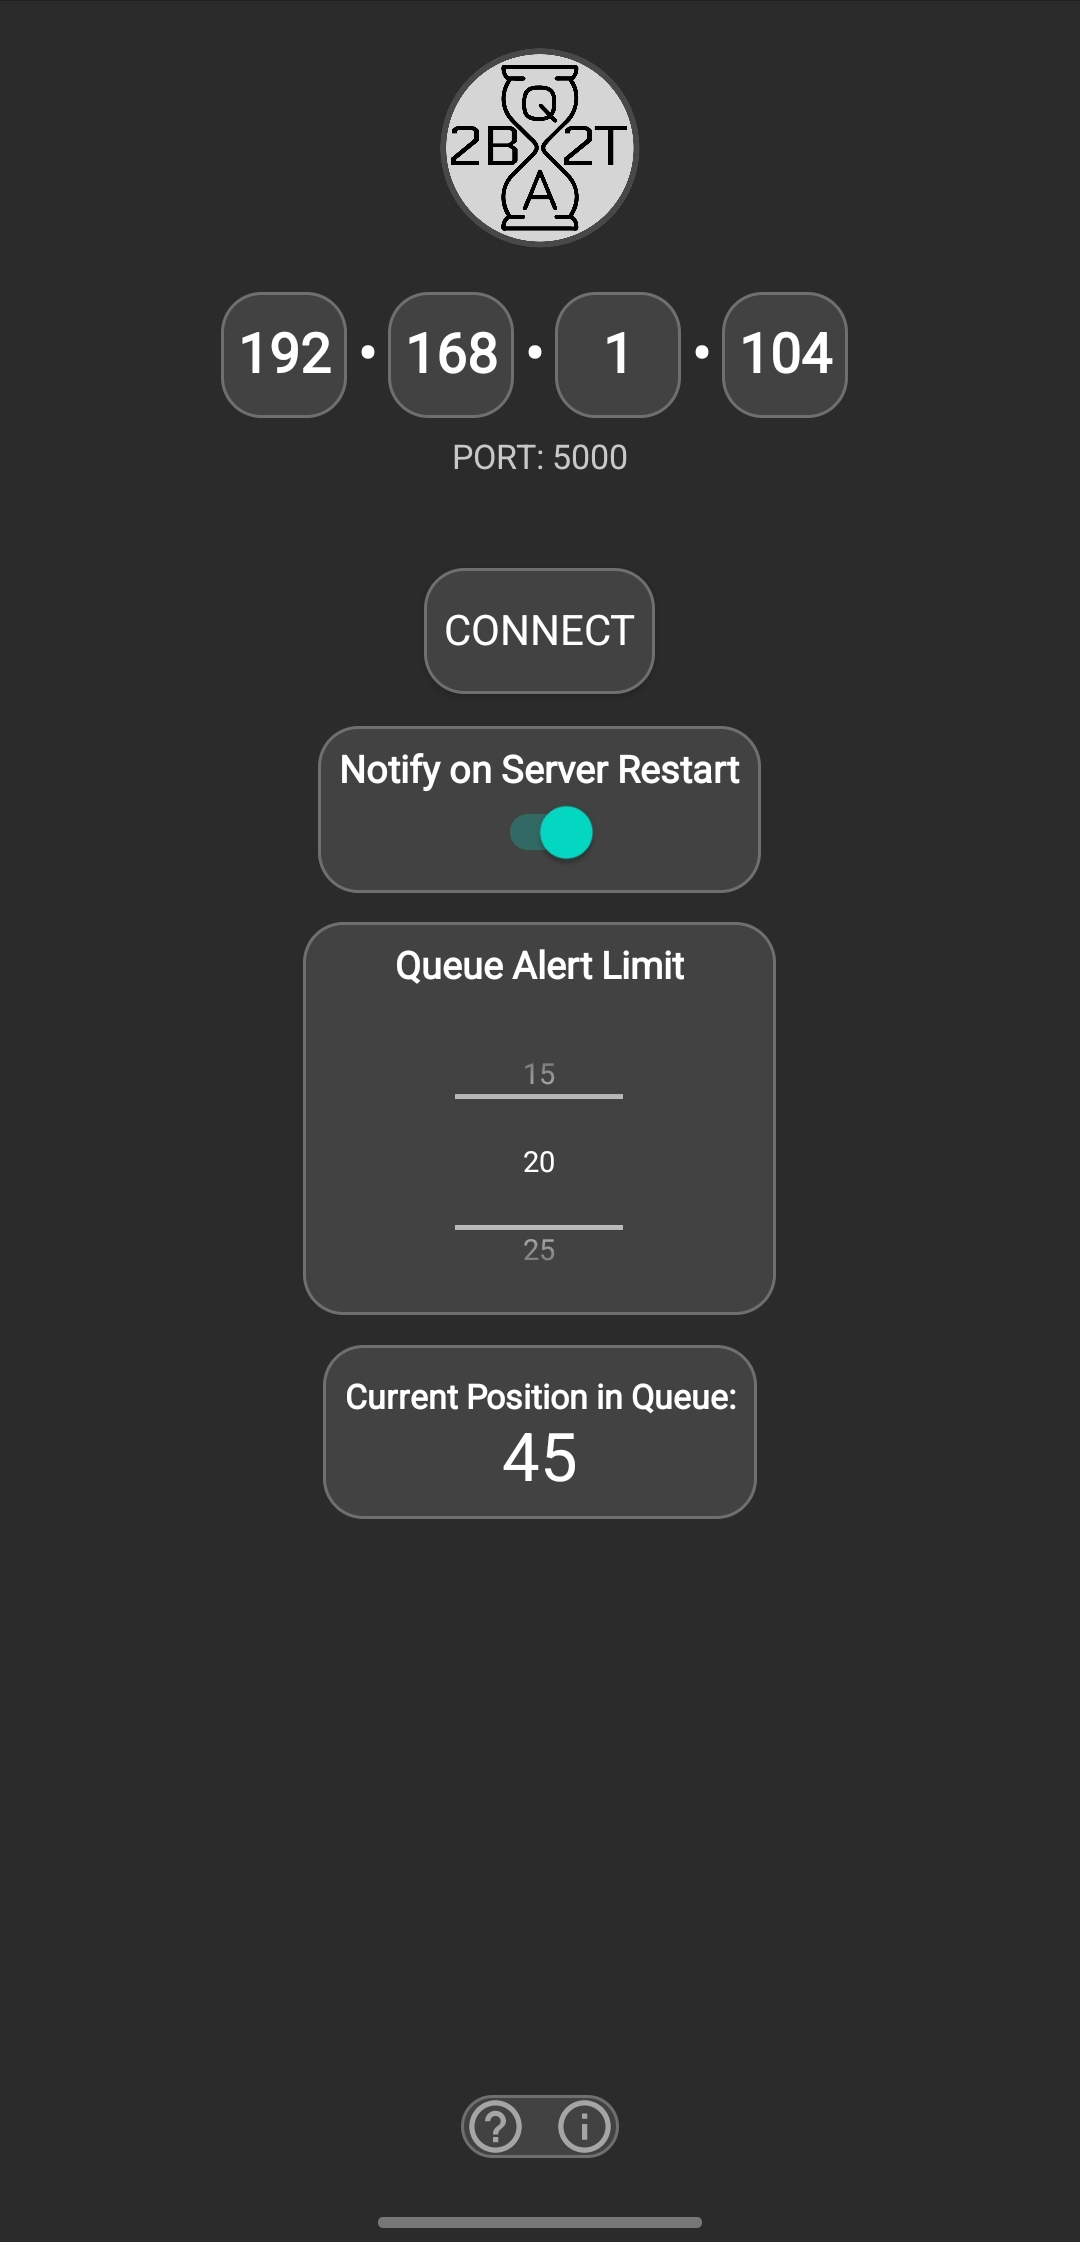 Q
2B 2T
A
192 • 168 • 1 • 104
PORT: 5000
CONNECT
Notify on Server Restart
Queue Alert Limit
15
20
25
Current Position in Queue:
45
? i